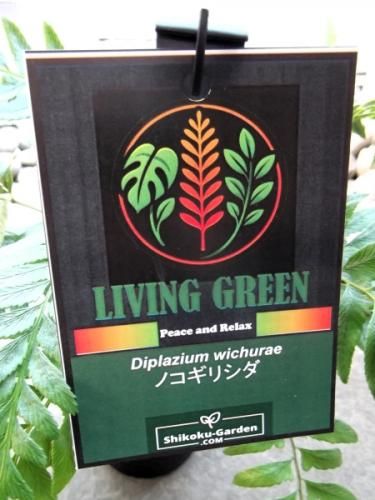 LIVING GREEN
Peace and Relax
Diplazium wichurae
ノコギリシダ
Shikoku-Garden
.COM